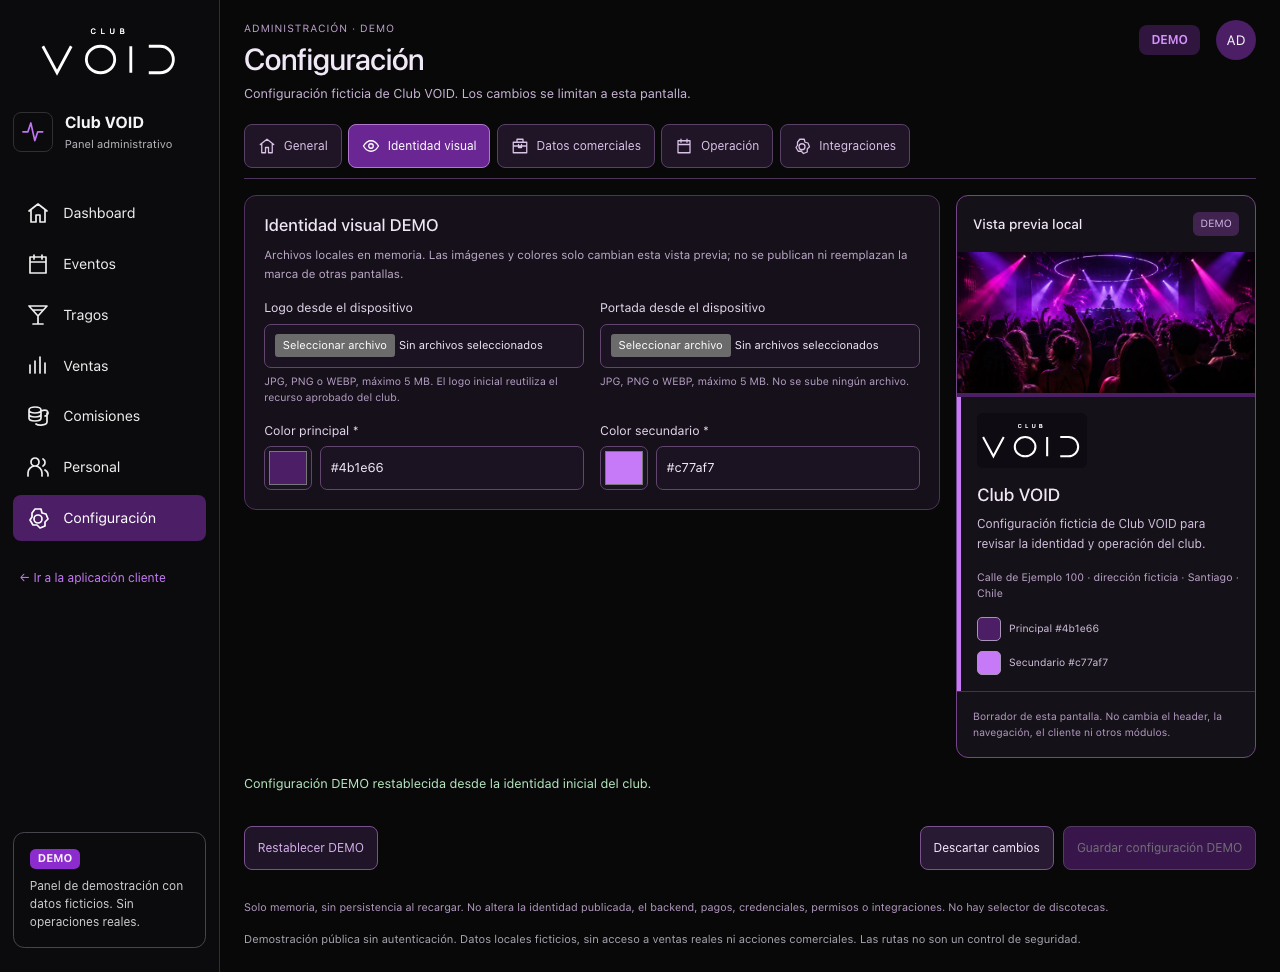 CLUB
VOID
Club VOID
Panel administrativo
Dashboard
Eventos
Tragos
Ventas
Comisiones
Personal
Configuración
← Ir a la aplicación cliente
DEMO
Panel de demostración con
datos ficticios. Sin
operaciones reales.
ADMINISTRACIÓN · DEMO
Configuración
Configuración ficticia de Club VOID. Los cambios se limitan a esta pantalla.
DEMO
AD
General
Identidad visual
Datos comerciales
Operación
Integraciones
Identidad visual DEMO
Archivos locales en memoria. Las imágenes y colores solo cambian esta vista previa; no se publican ni reemplazan la
marca de otras pantallas.
Logo desde el dispositivo
Seleccionar archivo Sin archivos seleccionados
JPG, PNG o WEBP, máximo 5 MB. El logo inicial reutiliza el
recurso aprobado del club.
Portada desde el dispositivo
Seleccionar archivo Sin archivos seleccionados
JPG, PNG o WEBP, máximo 5 MB. No se sube ningún archivo.
Color principal *
#4b1e66
Color secundario *
#c77af7
Vista previa local
DEMO
CLUB
VOID
Club VOID
Configuración ficticia de Club VOID para
revisar la identidad y operación del club.
Calle de Ejemplo 100 · dirección ficticia · Santiago ·
Chile
Principal #4b1e66
Secundario #c77af7
Borrador de esta pantalla. No cambia el header, la
navegación, el cliente ni otros módulos.
Configuración DEMO restablecida desde la identidad inicial del club.
Restablecer DEMO
Descartar cambios
Guardar configuración DEMO
Solo memoria, sin persistencia al recargar. No altera la identidad publicada, el backend, pagos, credenciales, permisos o integraciones. No hay selector de discotecas.
Demostración pública sin autenticación. Datos locales ficticios, sin acceso a ventas reales ni acciones comerciales. Las rutas no son un control de seguridad.